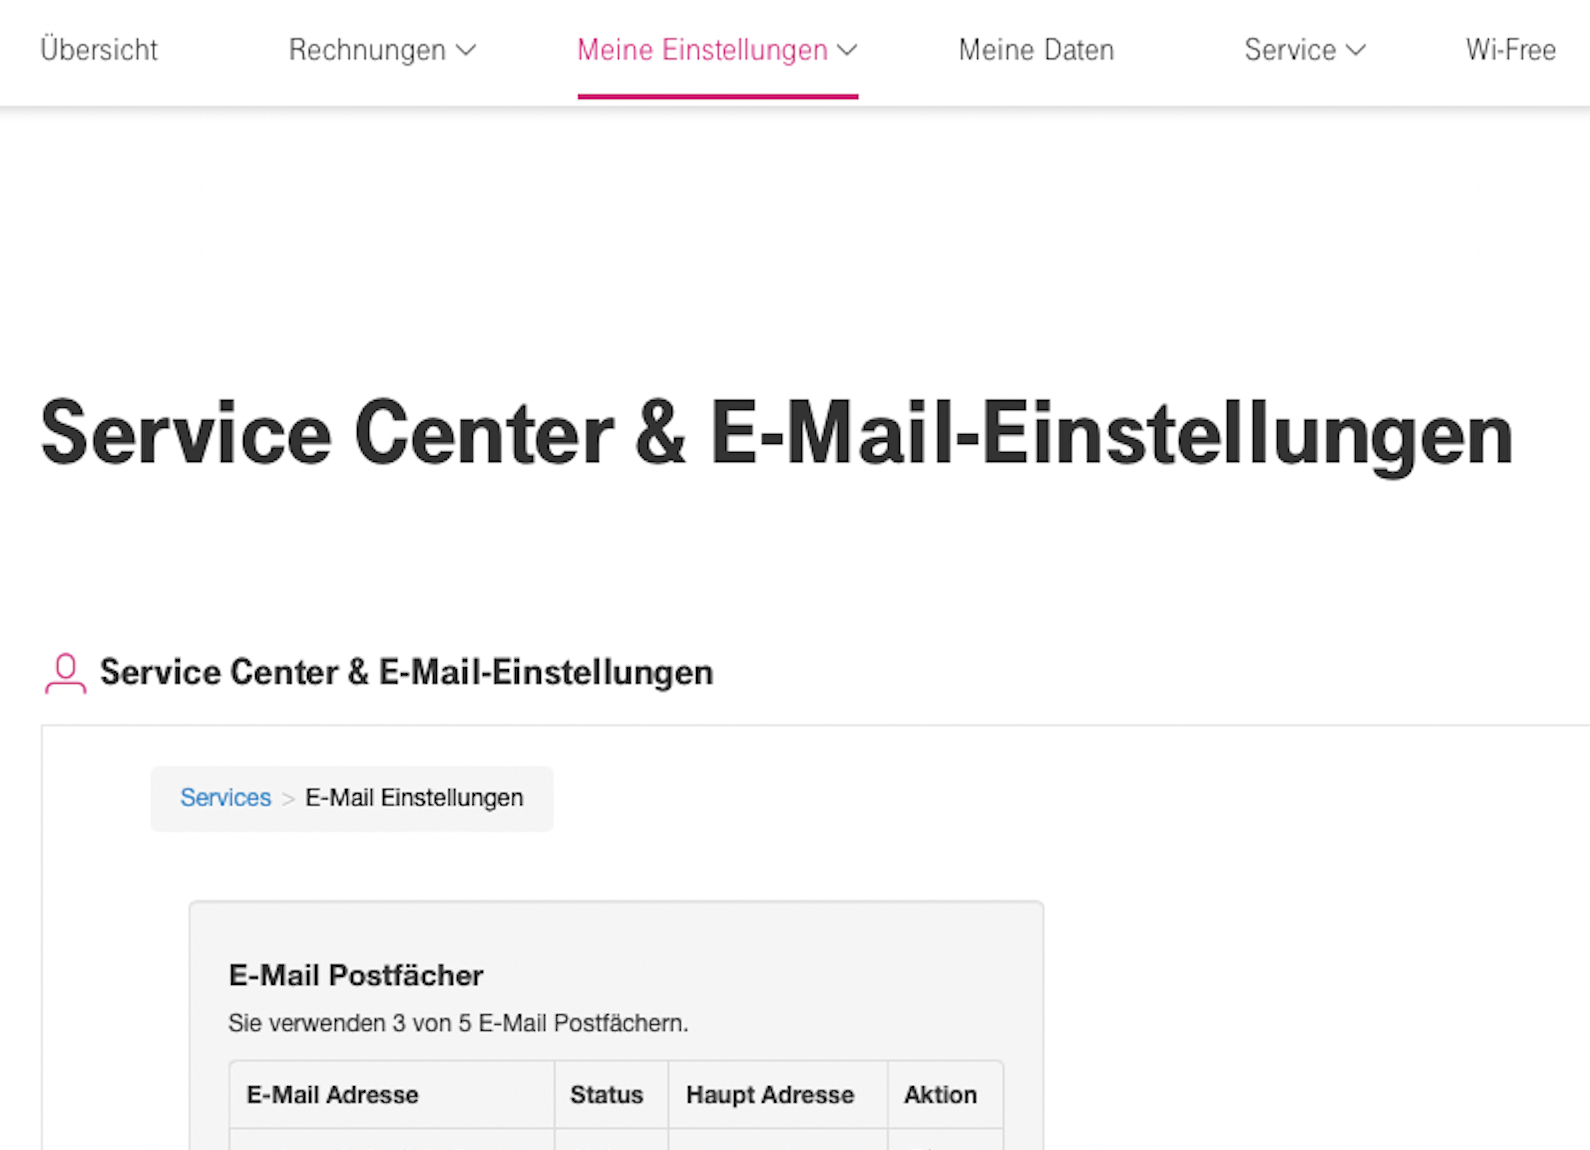 Übersicht Rechnungen Meine Einstellungen Meine Daten Service Wi-Free
Service Center & E-Mail-Einstellungen
Service Center & E-Mail-Einstellungen
Services > E-Mail Einstellungen
E-Mail Postfächer
Sie verwenden 3 von 5 E-Mail Postfächern.
E-Mail Adresse Status Haupt Adresse Aktion